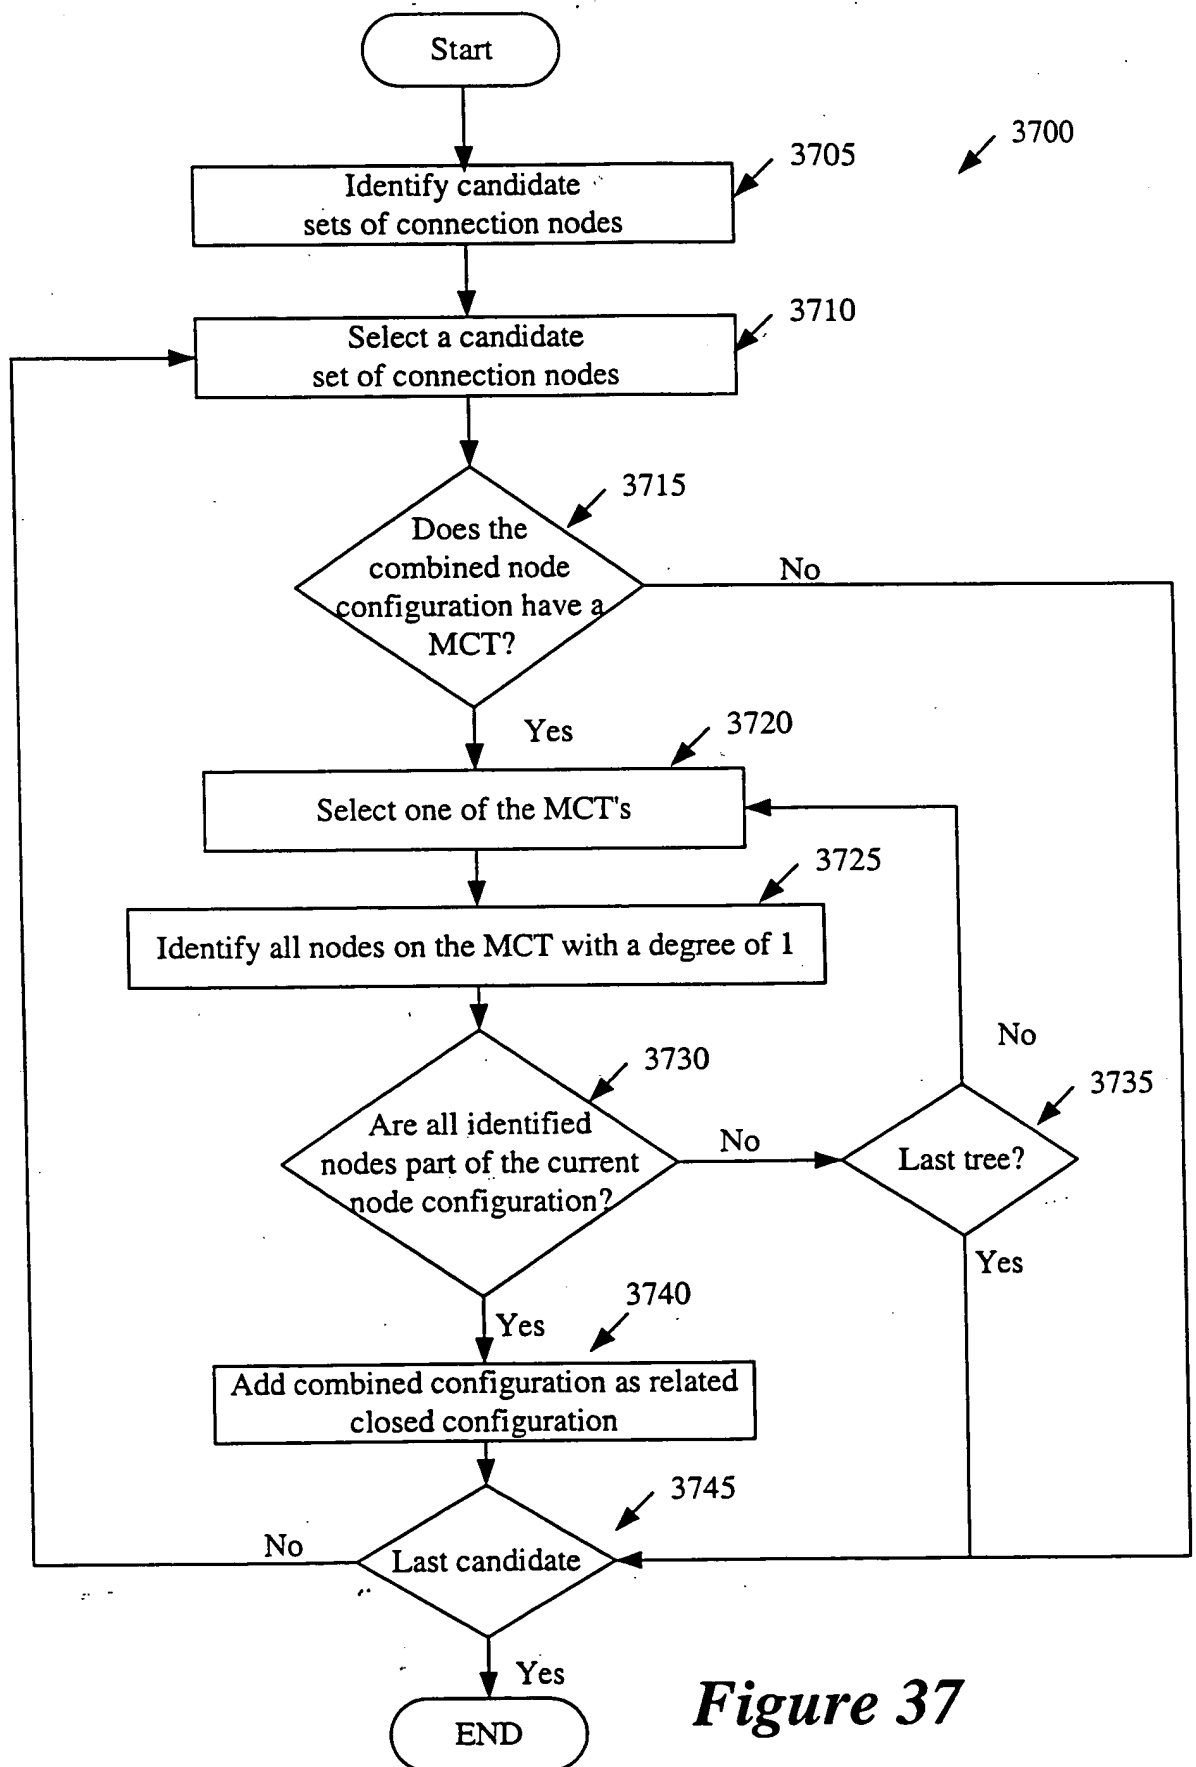 Start
3700
3705
Identify candidate
sets of connection nodes
3710
Select a candidate
set of connection nodes
3715
Does the
combined node
configuration have a
MCT?
No
Yes
3720
Select one of the MCT's
3725
Identify all nodes on the MCT with a degree of 1
No
3730
3735
Are all identified
nodes part of the current
node configuration?
No
Last tree?
Yes
3740
Yes
Add combined configuration as related
closed configuration
3745
No
Last candidate
Yes
END
Figure 37